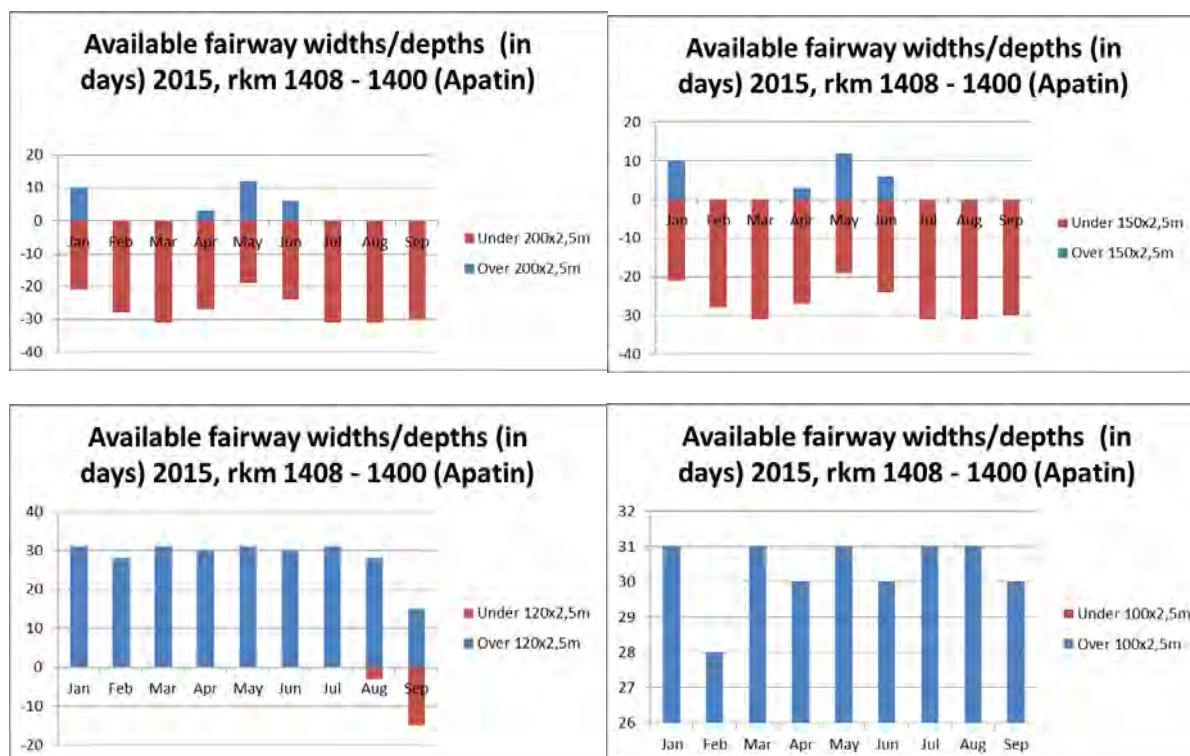 Available fairway widths/depths (in
days) 2015, rkm 1408 - 1400 (Apatin)
20
10
0
-10
-20
-30
-40
Jan Feb Mar Apr May Jun Jul Aug Sep
Under 200x2,5m
Over 200x2,5m
Available fairway widths/depths (in
days) 2015, rkm 1408 - 1400 (Apatin)
20
10
0
-10
-20
-30
-40
Jan Feb Mar Apr May Jun Jul Aug Sep
Under 150x2,5m
Over 150x2,5m
Available fairway widths/depths (in
days) 2015, rkm 1408 - 1400 (Apatin)
40
30
20
10
0
-10
-20
Jan Feb Mar Apr May Jun Jul Aug Sep
Under 120x2,5m
Over 120x2,5m
Available fairway widths/depths (in
days) 2015, rkm 1408 - 1400 (Apatin)
32
31
30
29
28
27
26
Jan Feb Mar Apr May Jun Jul Aug Sep
Under 100x2,5m
Over 100x2,5m